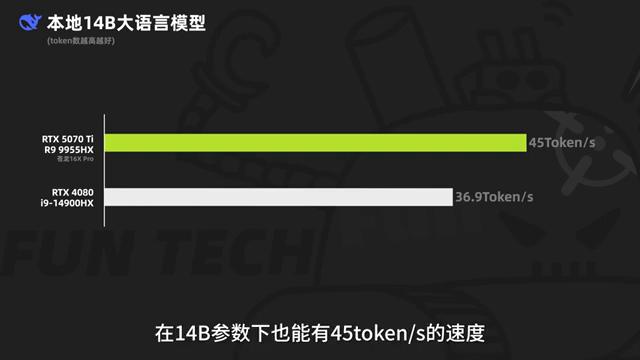 本地14B大语言模型
(token数越高越好)
RTX 5070 Ti
R9 9955HX
苍龙16X Pro
45Token/s
RTX 4080
i9-14900HX
36.9Token/s
FUN TECH
Fun
在14B参数下也能有45token/s的速度